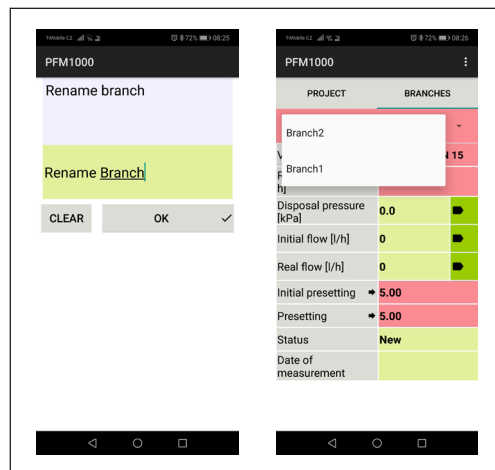 T-Mobile CZ
72% 08:25
PFM1000
Rename branch
Rename Branch
CLEAR
OK
T-Mobile CZ
72% 08:26
PFM1000
PROJECT
BRANCHES
Branch2
Branch1
V
N 15
R
h]
Disposal pressure
[kPa]
0.0
Initial flow [l/h]
0
Real flow [l/h]
0
Initial presetting
5.00
Presetting
5.00
Status
New
Date of
measurement